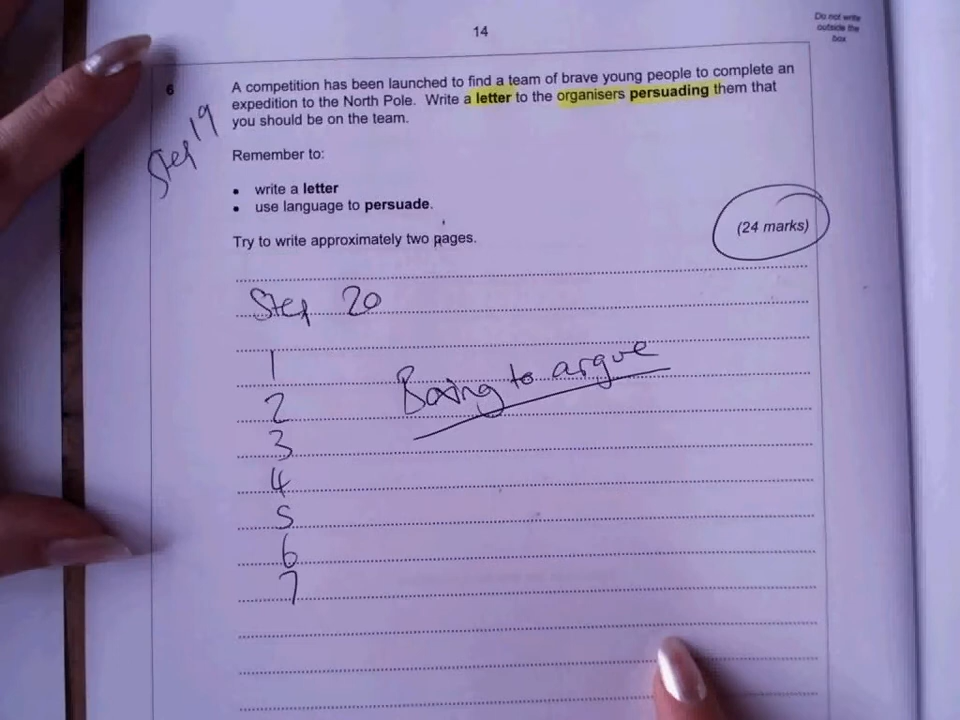 14
Do not write
outside the
box
6
A competition has been launched to find a team of brave young people to complete an
expedition to the North Pole. Write a letter to the organisers persuading them that
you should be on the team.
Step 19
Remember to:
• write a letter
• use language to persuade.
(24 marks)
Try to write approximately two pages.
Step 20
1
Boxing to argue
2
3
4
5
6
7